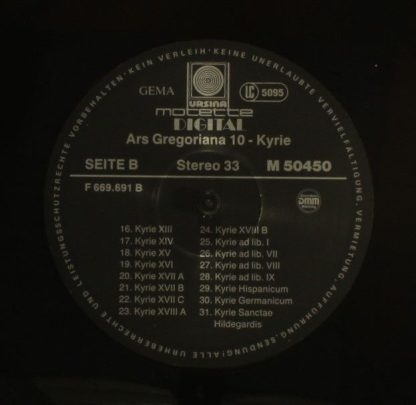 GEMA
URSINA
motette
DIGITAL
LC 5095
Ars Gregoriana 10 - Kyrie
SEITE B Stereo 33 M 50450
F 669.691 B
DMM
16. Kyrie XIII
17. Kyrie XIV
18. Kyrie XV
19. Kyrie XVI
20. Kyrie XVII A
21. Kyrie XVII B
22. Kyrie XVII C
23. Kyrie XVIII A
24. Kyrie XVIII B
25. Kyrie ad lib. I
26. Kyrie ad lib. VII
27. Kyrie ad lib. VIII
28. Kyrie ad lib. IX
29. Kyrie Hispanicum
30. Kyrie Germanicum
31. Kyrie Sanctae
Hildegardis
ALLE URHEBERRECHTE UND LEISTUNGSSCHUTZRECHTE VORBEHALTEN·KEIN VERLEIH·KEINE UNERLAUBTE VERVIELFÄLTIGUNG, VERMIETUNG, AUFFÜHRUNG, SENDUNG!